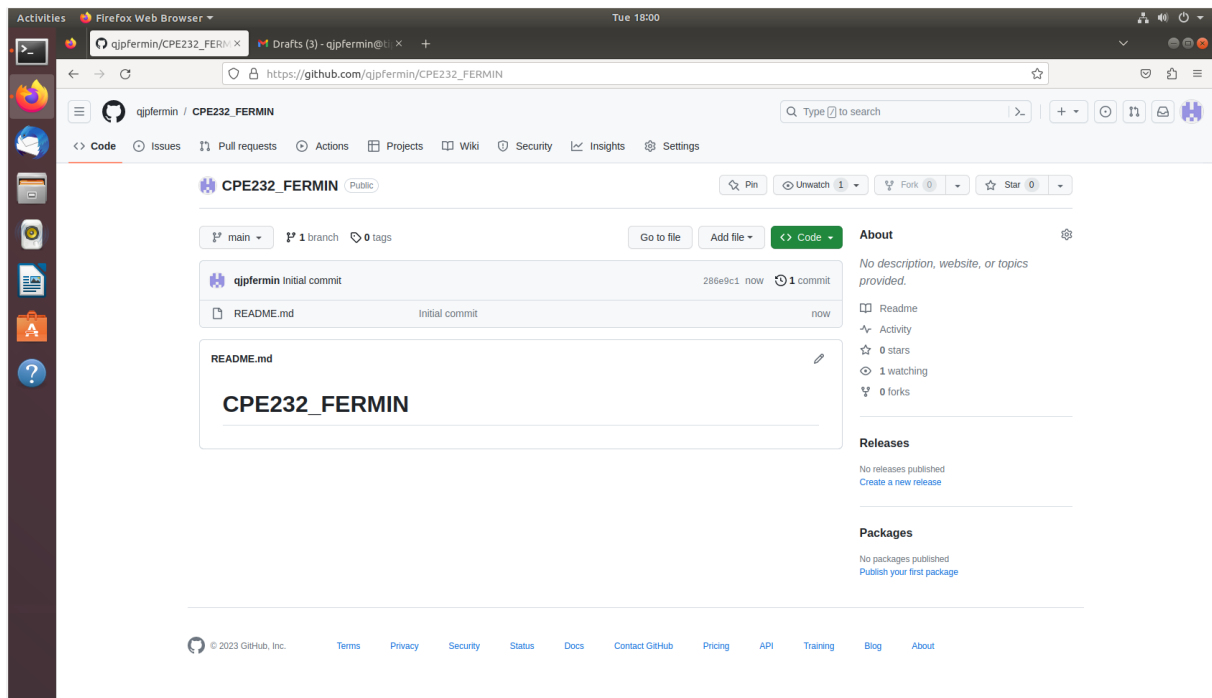 Activities Firefox Web Browser Tue 18:00
qjpfermin/CPE232_FERM Drafts (3) - qjpfermin@ti
https://github.com/qjpfermin/CPE232_FERMIN
qjpfermin / CPE232_FERMIN Type / to search
Code Issues Pull requests Actions Projects Wiki Security Insights Settings
CPE232_FERMIN Public Pin Unwatch 1 Fork 0 Star 0
main 1 branch 0 tags Go to file Add file Code About
No description, website, or topics
provided.
qjpfermin Initial commit 286e9c1 now 1 commit
README.md Initial commit now
Readme
Activity
0 stars
1 watching
0 forks
README.md
CPE232_FERMIN
Releases
No releases published
Create a new release
Packages
No packages published
Publish your first package
© 2023 GitHub, Inc. Terms Privacy Security Status Docs Contact GitHub Pricing API Training Blog About